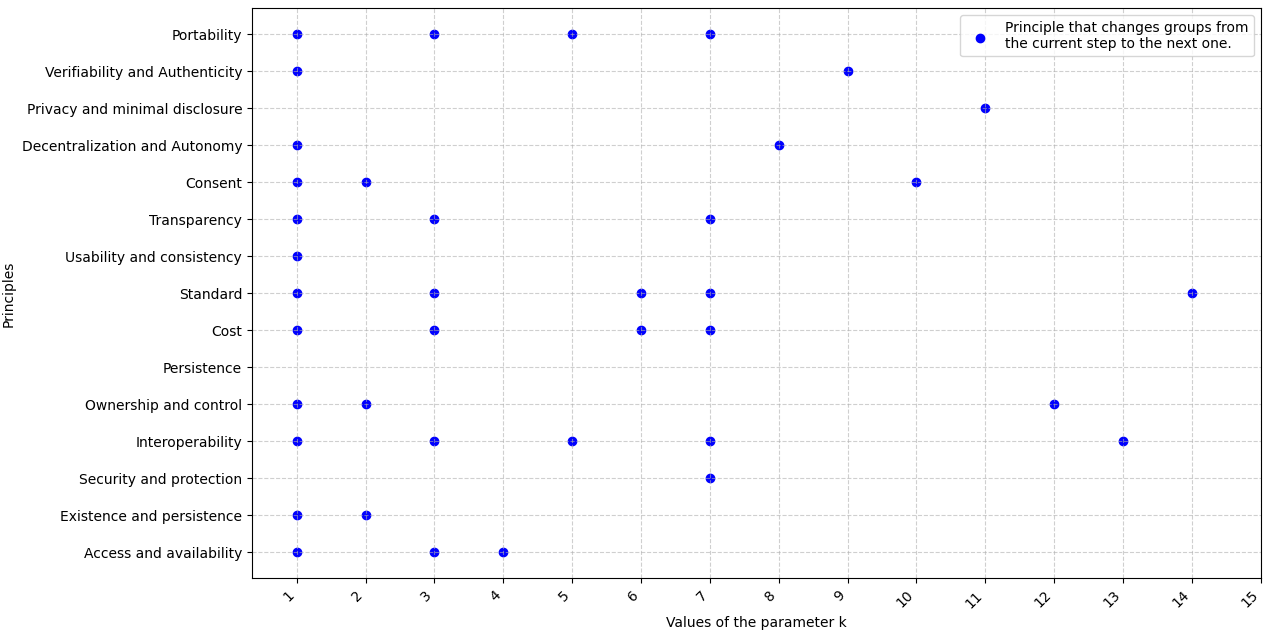 Principle that changes groups from
the current step to the next one.
Portability
Verifiability and Authenticity
Privacy and minimal disclosure
Decentralization and Autonomy
Consent
Transparency
Usability and consistency
Standard
Cost
Persistence
Ownership and control
Interoperability
Security and protection
Existence and persistence
Access and availability
Principles
1 2 3 4 5 6 7 8 9 10 11 12 13 14 15
Values of the parameter k